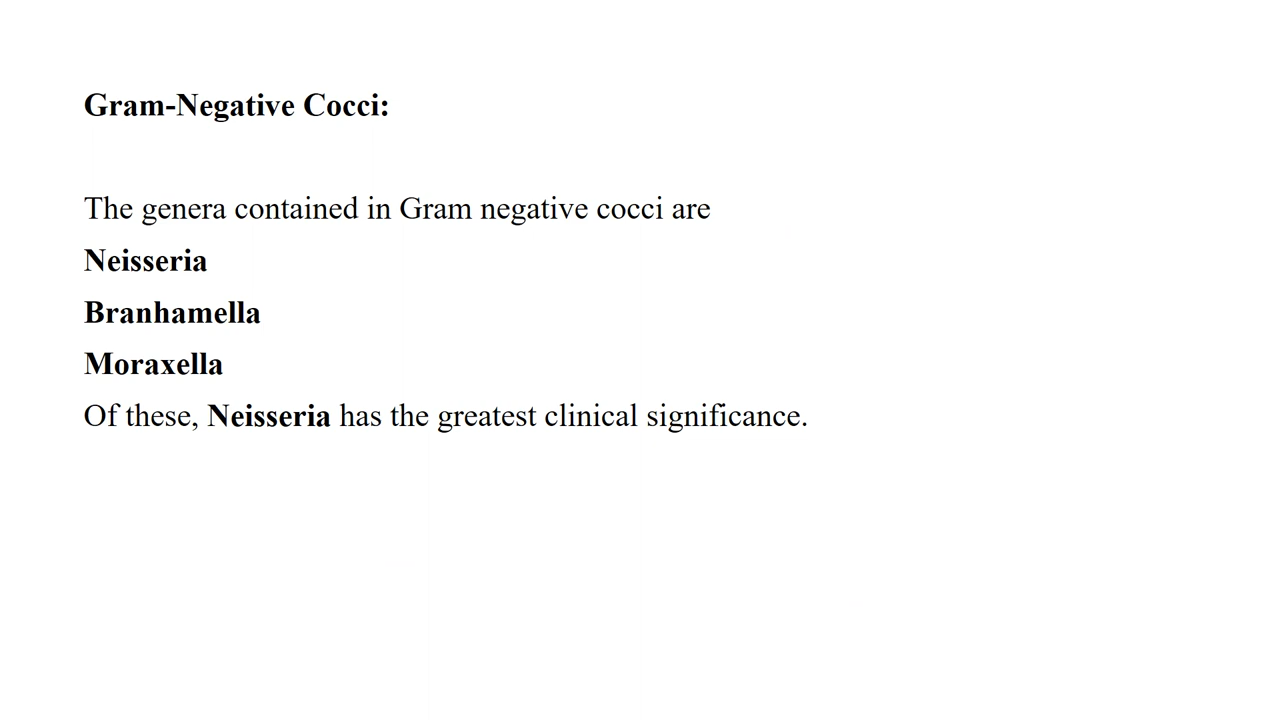 Gram-Negative Cocci:
The genera contained in Gram negative cocci are
Neisseria
Branhamella
Moraxella
Of these, Neisseria has the greatest clinical significance.